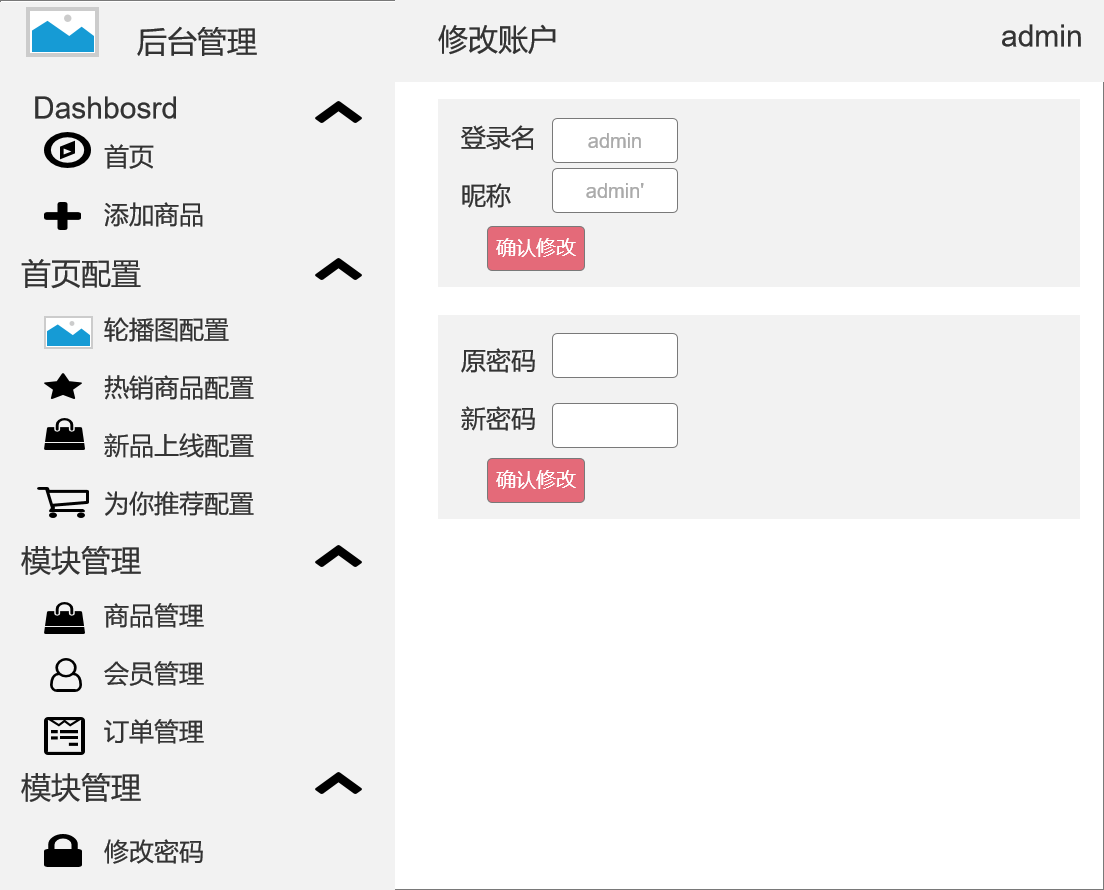 后台管理
Dashbosrd
首页
添加商品
首页配置
轮播图配置
热销商品配置
新品上线配置
为你推荐配置
模块管理
商品管理
会员管理
订单管理
模块管理
修改密码
修改账户
admin
登录名 admin
昵称 admin'
确认修改
原密码
新密码
确认修改